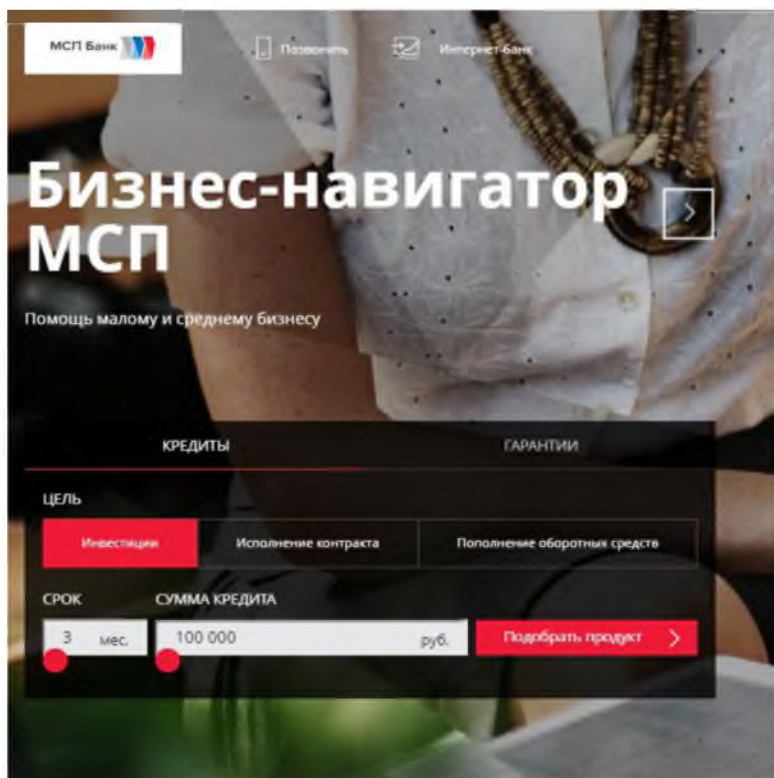 МСП Банк
Позвонить
Интернет-банк
Бизнес-навигатор
МСП
Помощь малому и среднему бизнесу
КРЕДИТЫ
ГАРАНТИИ
ЦЕЛЬ
Инвестиции
Исполнение контракта
Пополнение оборотных средств
СРОК
СУММА КРЕДИТА
3 мес.
100 000 руб.
Подобрать продукт